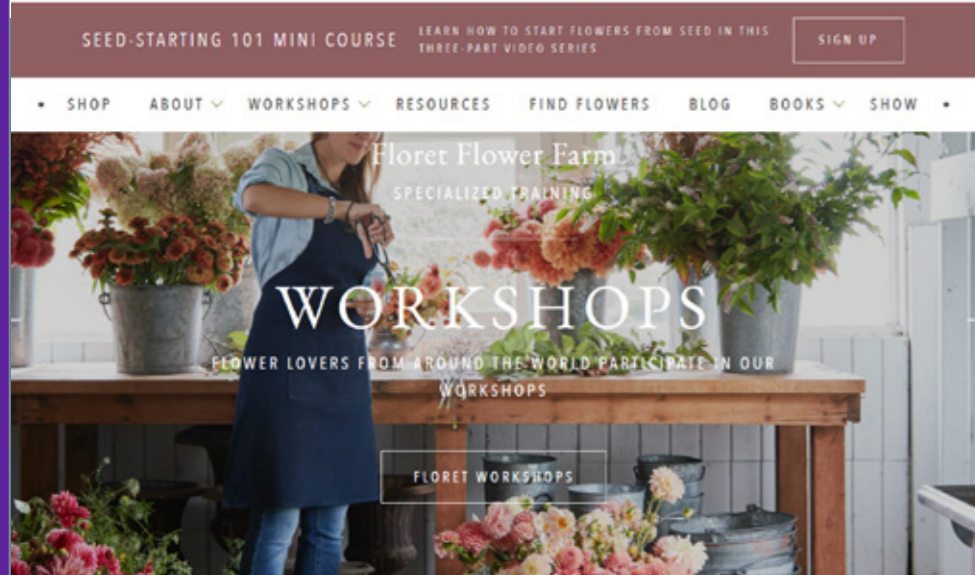 SEED-STARTING 101 MINI COURSE
LEARN HOW TO START FLOWERS FROM SEED IN THIS
THREE-PART VIDEO SERIES
SIGN UP
• SHOP ABOUT WORKSHOPS RESOURCES FIND FLOWERS BLOG BOOKS SHOW •
Floret Flower Farm
SPECIALIZED TRAINING
WORKSHOPS
FLOWER LOVERS FROM AROUND THE WORLD PARTICIPATE IN OUR
WORKSHOPS
FLORET WORKSHOPS